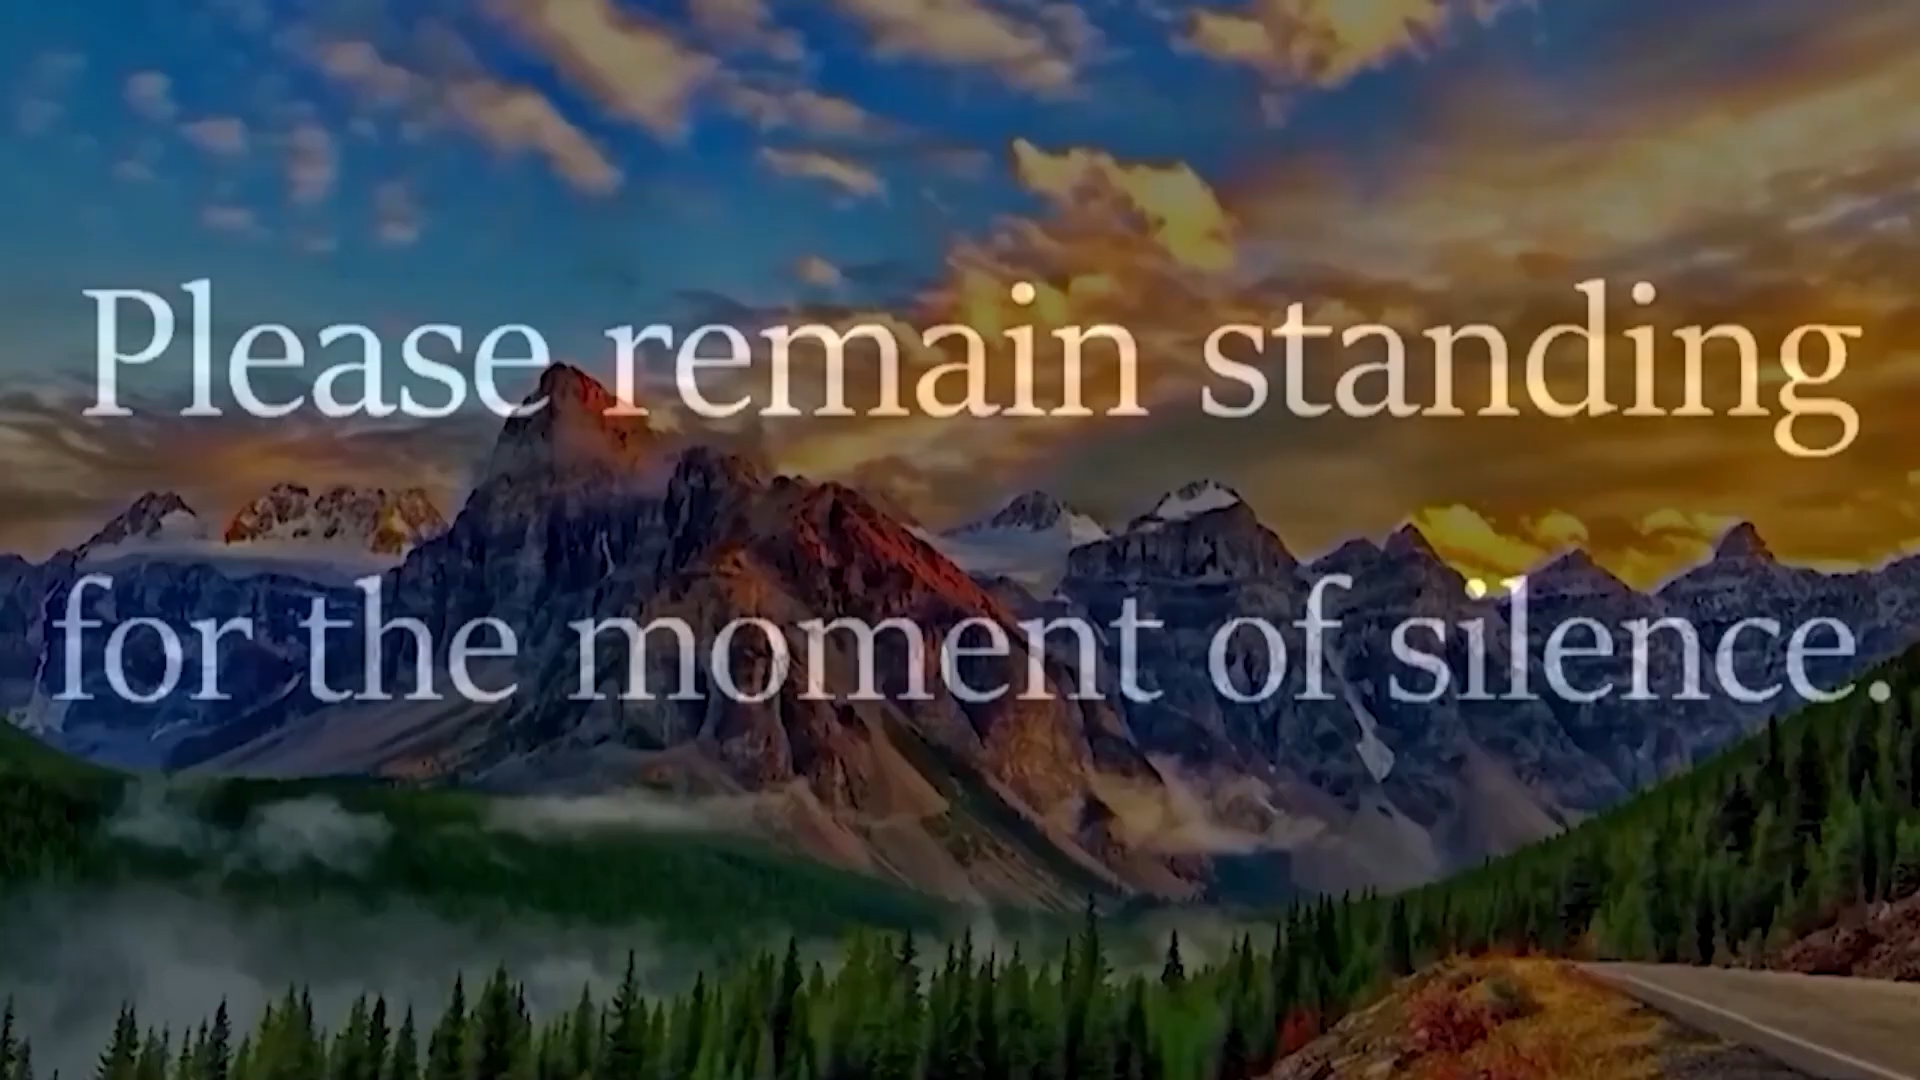 Please remain standing
for the moment of silence.